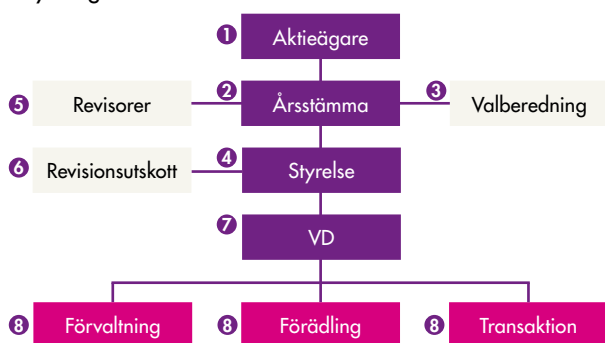 1 Aktieägare
5 Revisorer 2 Årsstämma 3 Valberedning
6 Revisionsutskott 4 Styrelse
7 VD
8 Förvaltning 8 Förädling 8 Transaktion